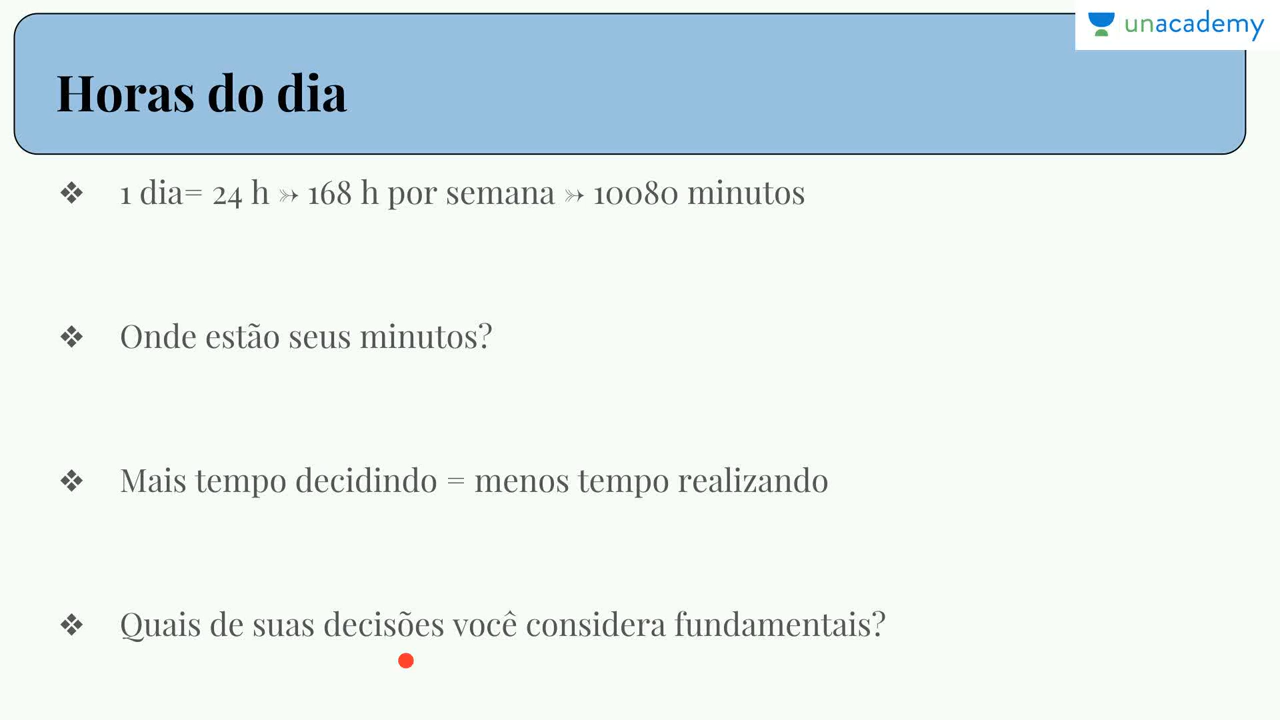 unacademy
Horas do dia
❖ 1 dia= 24 h ⤖ 168 h por semana ⤖ 10080 minutos
❖ Onde estão seus minutos?
❖ Mais tempo decidindo = menos tempo realizando
❖ Quais de suas decisões você considera fundamentais?